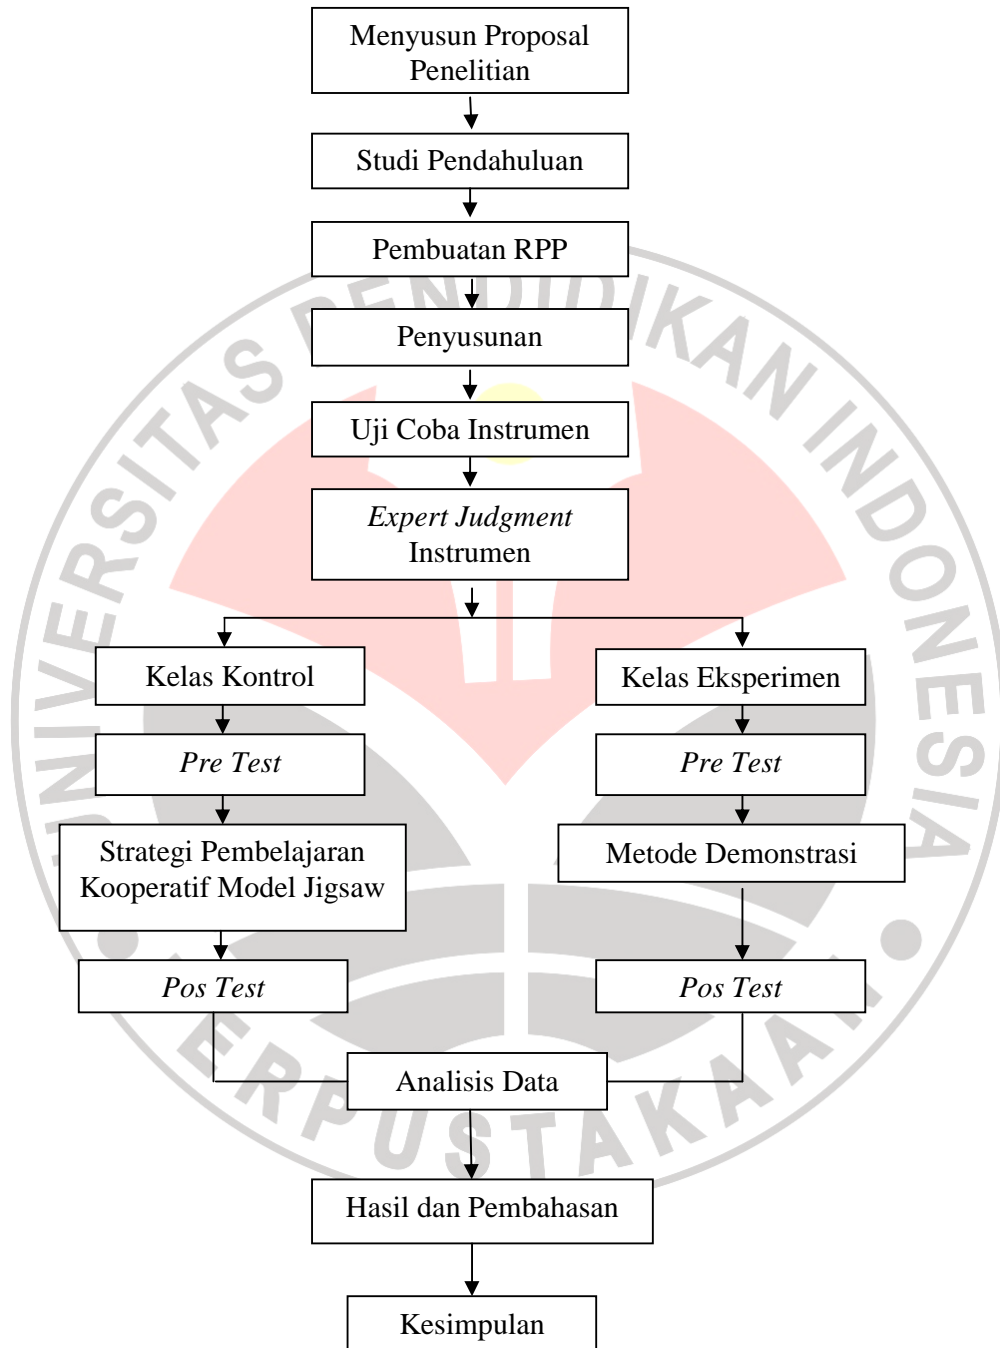 Menyusun Proposal
Penelitian
Studi Pendahuluan
Pembuatan RPP
Penyusunan
Uji Coba Instrumen
Expert Judgment
Instrumen
Kelas Kontrol
Kelas Eksperimen
Pre Test
Pre Test
Strategi Pembelajaran
Kooperatif Model Jigsaw
Metode Demonstrasi
Pos Test
Pos Test
Analisis Data
Hasil dan Pembahasan
Kesimpulan
UNIVERSITAS PENDIDIKAN INDONESIA
PERPUSTAKAAN